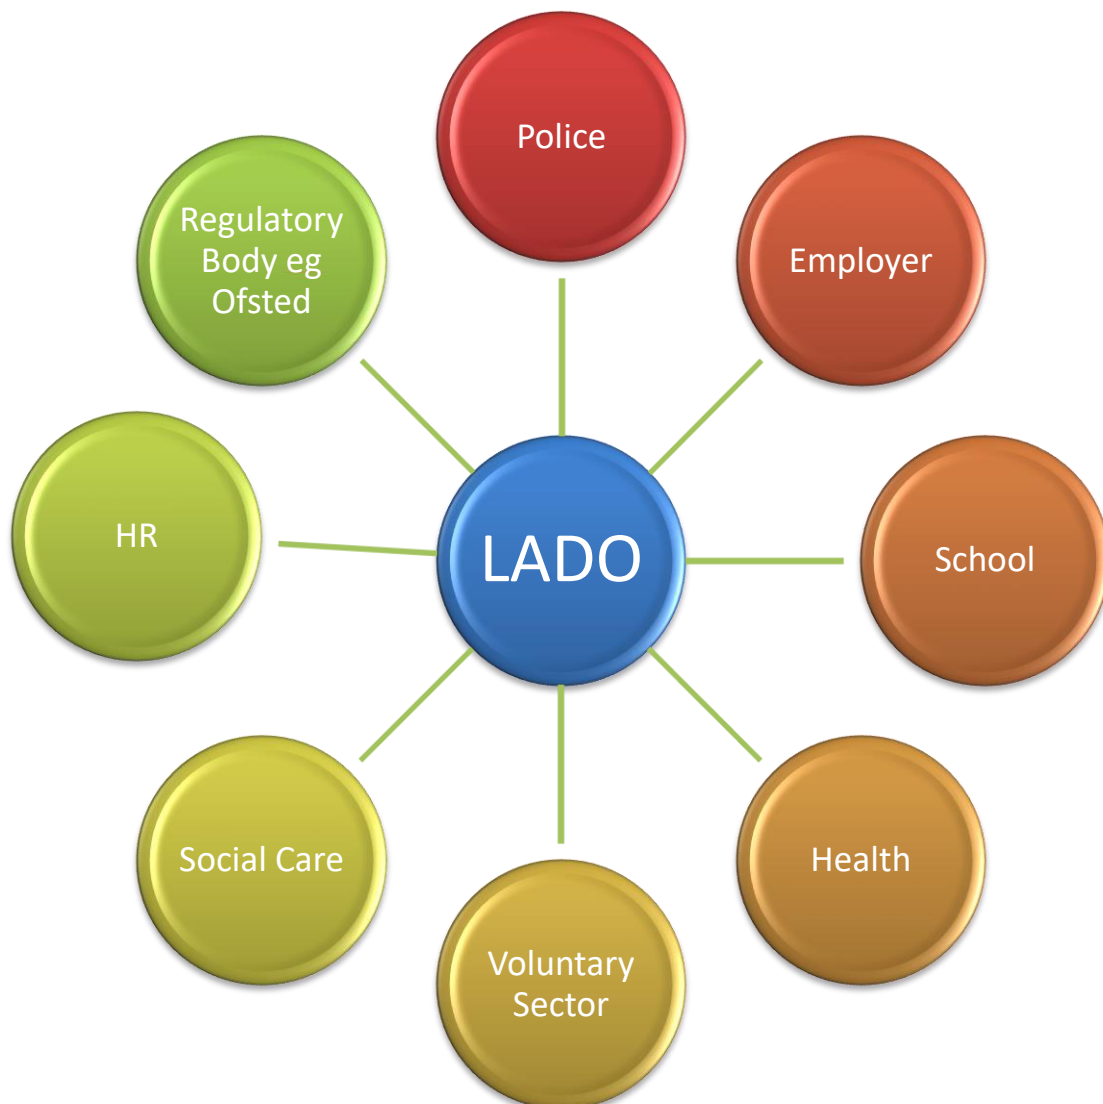 Police
Employer
School
Health
Voluntary
Sector
Social Care
HR
Regulatory
Body eg
Ofsted
LADO